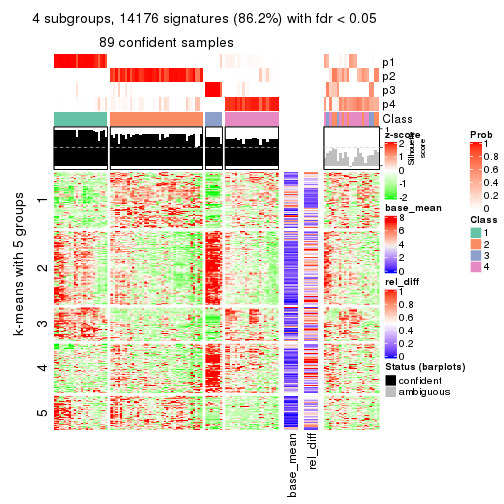 4 subgroups, 14176 signatures (86.2%) with fdr < 0.05
89 confident samples
p1
p2
p3
p4
Class
1
Silhouette
score
k-means with 5 groups
1
2
3
4
5
base_mean
rel_diff
z-score
2
1
0
-1
-2
base_mean
8
6
4
2
0
rel_diff
1
0.8
0.6
0.4
0.2
0
Status (barplots)
confident
ambiguous
Prob
1
0.8
0.6
0.4
0.2
0
Class
1
2
3
4